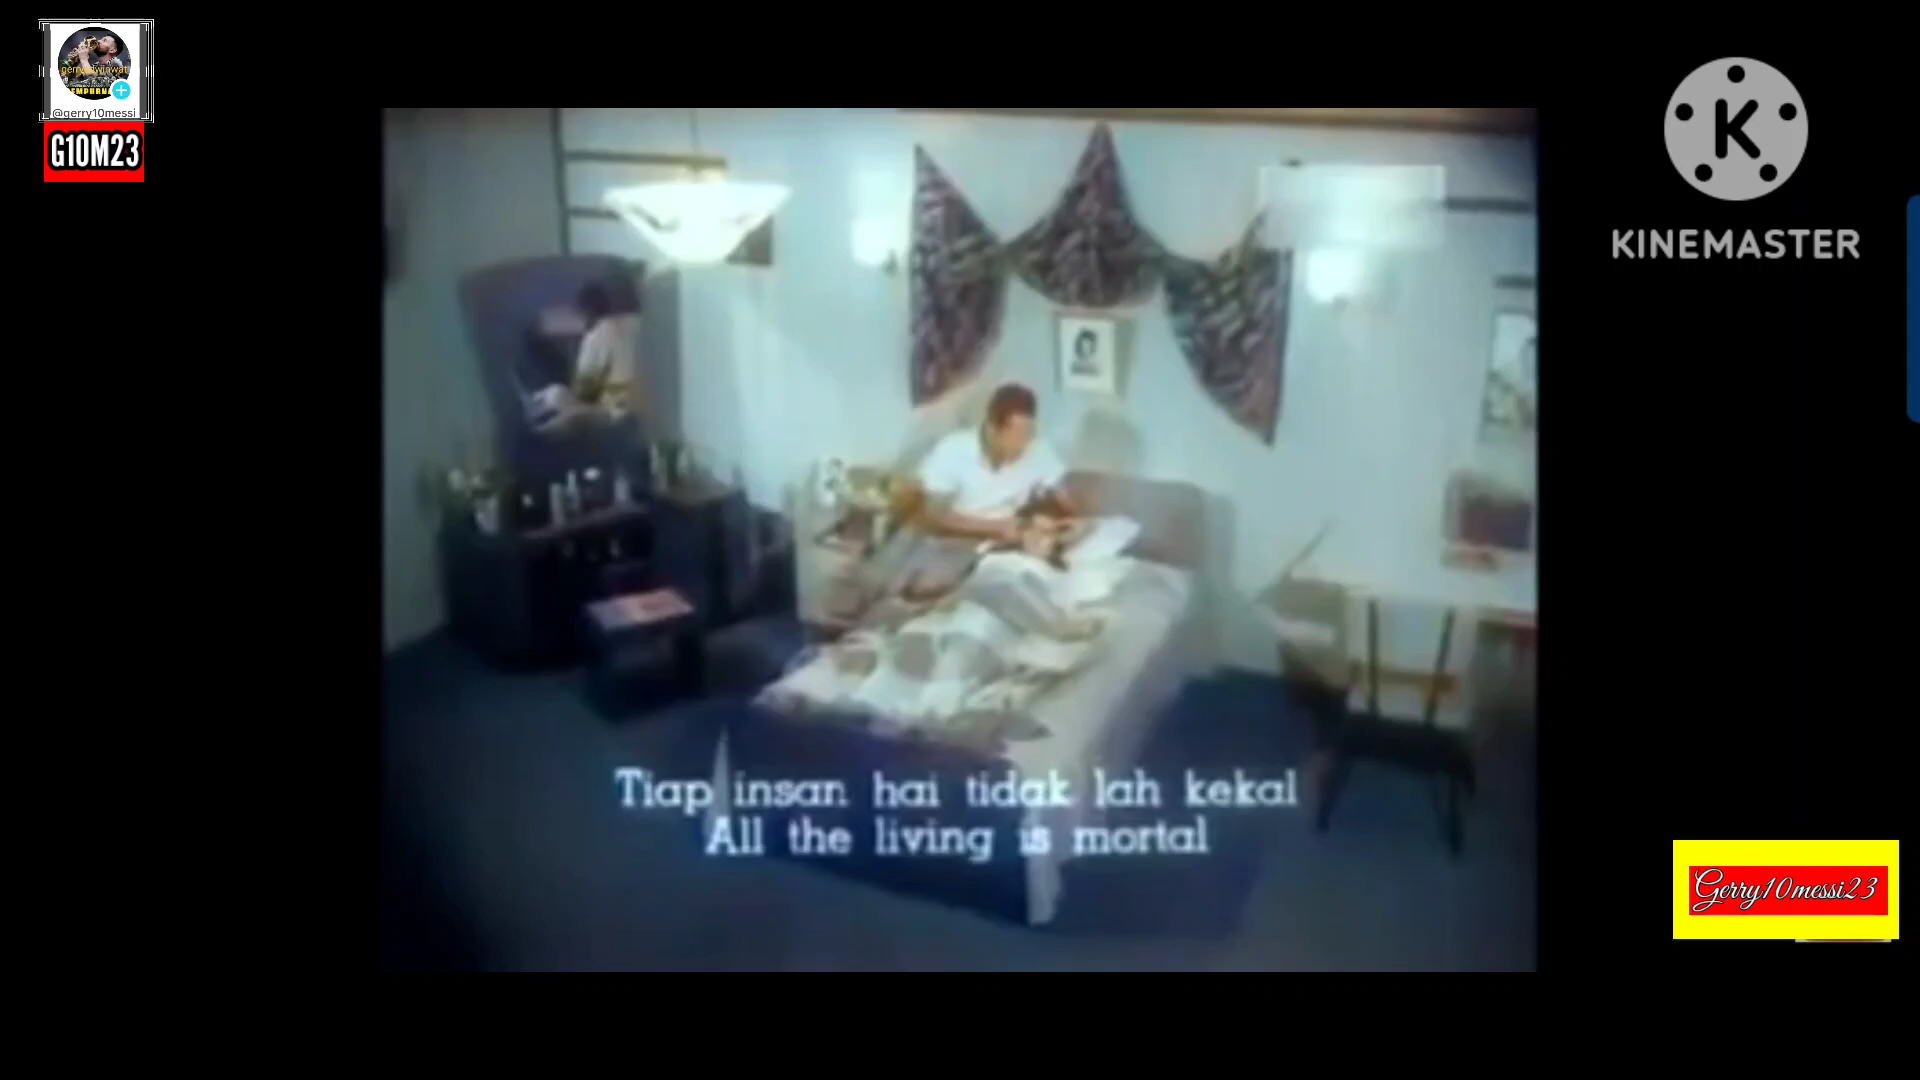 @gerry10messi
G10M23
KINEMASTER
Tiap insan hai tidak lah kekal
All the living is mortal
Gerry10messi23